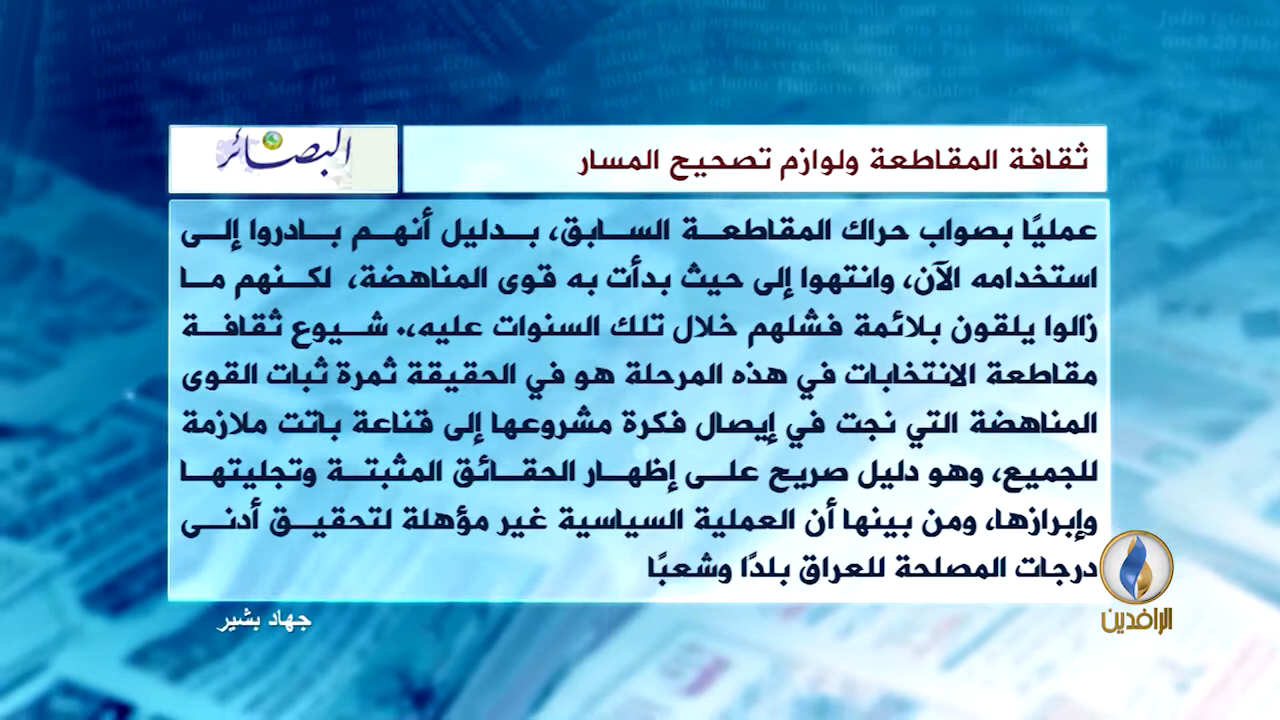 البصائر
ثقافة المقاطعة ولوازم تصحيح المسار
عمليًا بصواب حراك المقاطعة السابق، بدليل أنهم بادروا إلى
استخدامه الآن، وانتهوا إلى حيث بدأت به قوى المناهضة، لكنهم ما
زالوا يلقون بلائمة فشلهم خلال تلك السنوات عليه،. شيوع ثقافة
مقاطعة الانتخابات في هذه المرحلة هو في الحقيقة ثمرة ثبات القوى
المناهضة التي نجت في إيصال فكرة مشروعها إلى قناعة باتت ملازمة
للجميع، وهو دليل صريح على إظهار الحقائق المثبتة وتجليتها
وإبرازها، ومن بينها أن العملية السياسية غير مؤهلة لتحقيق أدنى
درجات المصلحة للعراق بلدًا وشعبًا
جهاد بشير
الرافدين